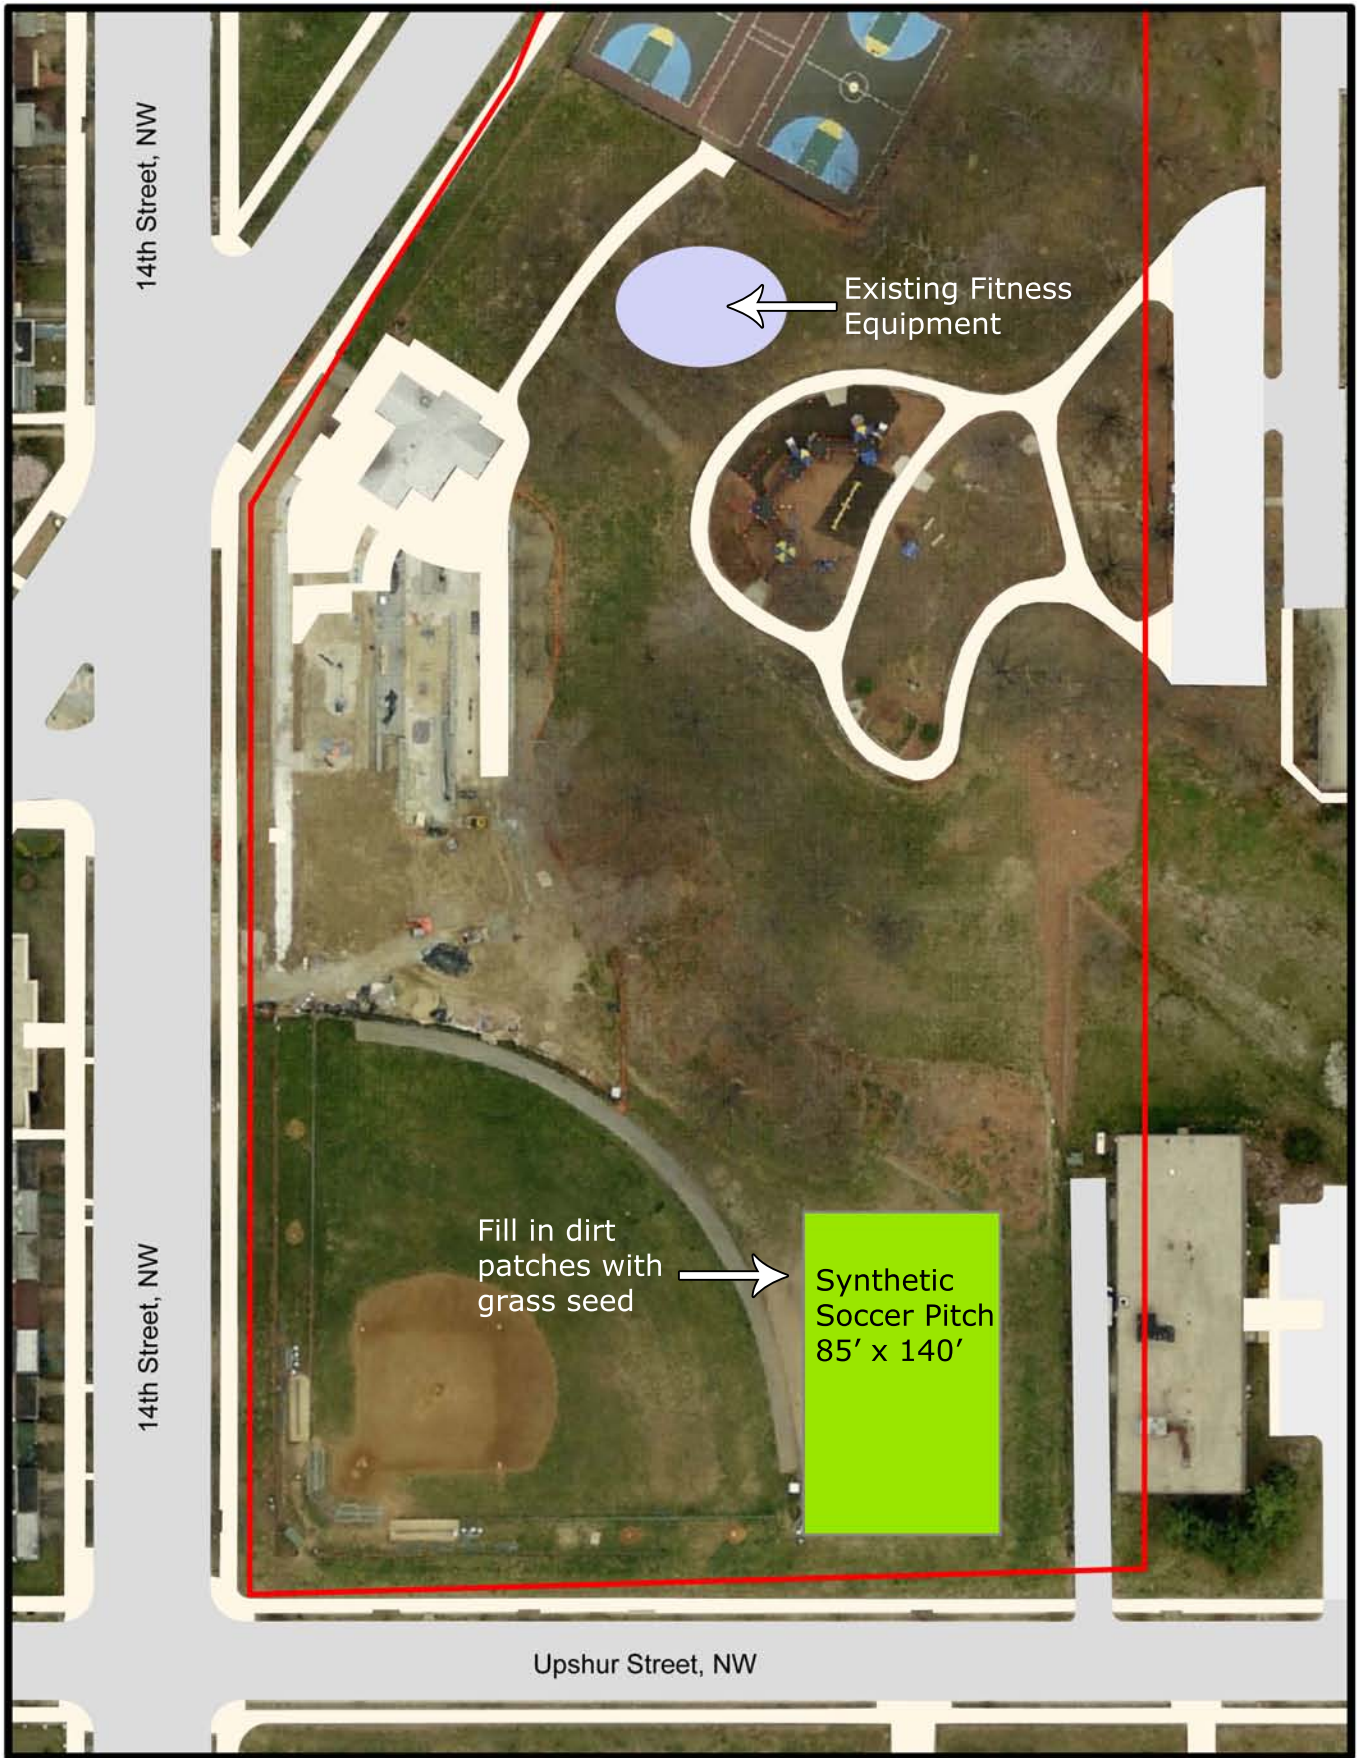 14th Street, NW
Existing Fitness
Equipment
Fill in dirt
patches with
grass seed
Synthetic
Soccer Pitch
85’ x 140’
14th Street, NW
Upshur Street, NW